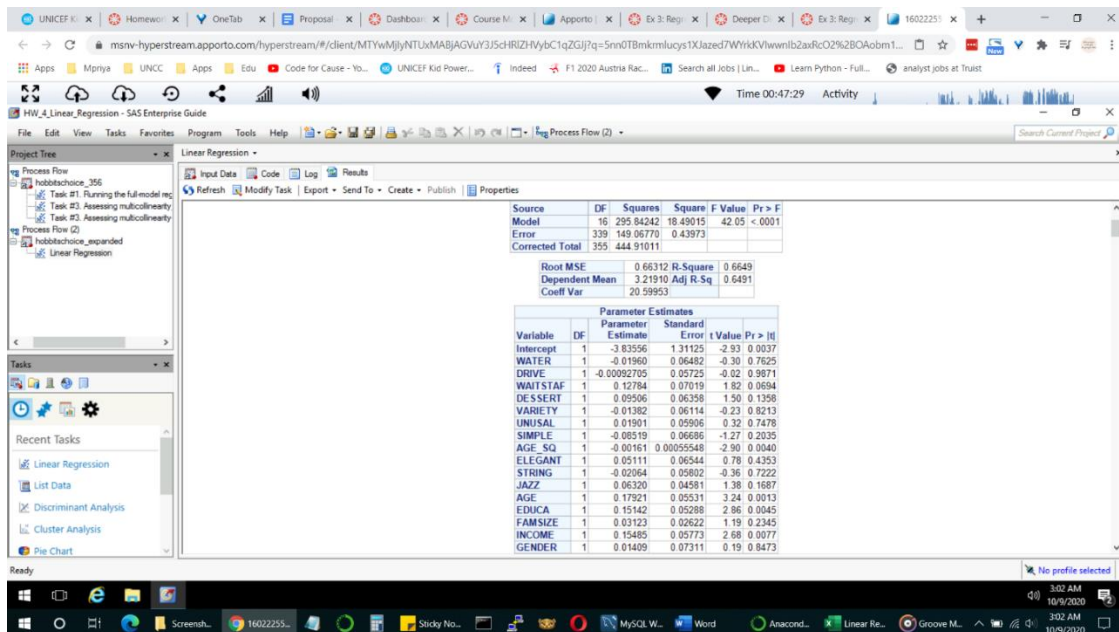 UNICEF Ki
Homewor
OneTab
Proposal
Dashboar
Course M
Apporto
Ex 3: Regr
Deeper Di
Ex 3: Regr
16022255
msnv-hyperstream.apporto.com/hyperstream/#/client/
Apps Mpriya UNCC Apps Edu Code for Cause - Yo... UNICEF Kid Power... Indeed F1 2020 Austria Rac... Search all Jobs | Lin... Learn Python - Full... analyst jobs at Truist
New
Time 00:47:29 Activity
HW_4_Linear_Regression - SAS Enterprise Guide
File Edit View Tasks Favorites Program Tools Help Process Flow (2)
Search Current Project
Project Tree
Process Flow
hobbitschoice_356
Task #1. Running the full-model reg
Task #3. Assessing multicolinearty
Task #3. Assessing multicolinearty
Process Flow (2)
hobbitschoice_expanded
Linear Regression
Linear Regression
Input Data Code Log Results
Refresh Modify Task Export Send To Create Publish Properties
Source DF Squares Square F Value Pr > F
Model 16 295.84242 18.49015 42.05 <.0001
Error 339 149.06770 0.43973
Corrected Total 355 444.91011
Root MSE 0.66312 R-Square 0.6649
Dependent Mean 3.21910 Adj R-Sq 0.6491
Coeff Var 20.59953
Parameter Estimates
Variable DF Parameter Estimate Standard Error t Value Pr > |t|
Intercept 1 -3.83556 1.31125 -2.93 0.0037
WATER 1 -0.01960 0.06482 -0.30 0.7625
DRIVE 1 -0.00092705 0.05725 -0.02 0.9871
WAITSTAF 1 0.12784 0.07019 1.82 0.0694
DESSERT 1 0.09506 0.06358 1.50 0.1358
VARIETY 1 -0.01382 0.06114 -0.23 0.8213
UNUSAL 1 0.01901 0.05906 0.32 0.7478
SIMPLE 1 -0.08519 0.06686 -1.27 0.2035
AGE_SQ 1 -0.00161 0.00055548 -2.90 0.0040
ELEGANT 1 0.05111 0.06544 0.78 0.4353
STRING 1 -0.02064 0.05802 -0.36 0.7222
JAZZ 1 0.06320 0.04581 1.38 0.1687
AGE 1 0.17921 0.05531 3.24 0.0013
EDUCA 1 0.15142 0.05288 2.86 0.0045
FAMSIZE 1 0.03123 0.02622 1.19 0.2345
INCOME 1 0.15485 0.05773 2.68 0.0077
GENDER 1 0.01409 0.07311 0.19 0.8473
Tasks
Recent Tasks
Linear Regression
List Data
Discriminant Analysis
Cluster Analysis
Pie Chart
Ready
No profile selected
3:02 AM
10/9/2020
Screensh...
16022255...
Sticky No...
MySQL W...
Word
Anacond...
Linear Re...
Groove M...
3:02 AM
10/9/2020